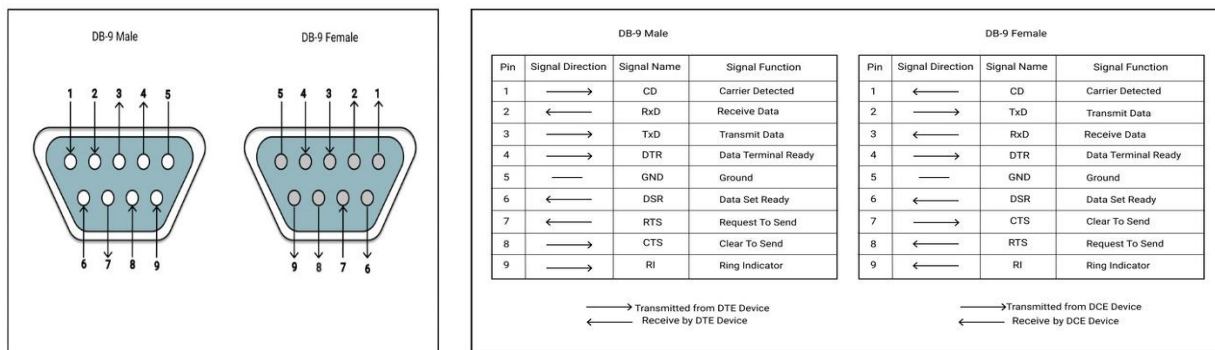 DB-9 Male
DB-9 Female
1 2 3 4 5
5 4 3 2 1
6 7 8 9
9 8 7 6
DB-9 Male
Pin Signal Direction Signal Name Signal Function
1 CD Carrier Detected
2 RxD Receive Data
3 TxD Transmit Data
4 DTR Data Terminal Ready
5 GND Ground
6 DSR Data Set Ready
7 RTS Request To Send
8 CTS Clear To Send
9 RI Ring Indicator
Transmitted from DTE Device
Receive by DTE Device
DB-9 Female
Pin Signal Direction Signal Name Signal Function
1 CD Carrier Detected
2 TxD Transmit Data
3 RxD Receive Data
4 DTR Data Terminal Ready
5 GND Ground
6 DSR Data Set Ready
7 CTS Clear To Send
8 RTS Request To Send
9 RI Ring Indicator
Transmitted from DCE Device
Receive by DCE Device